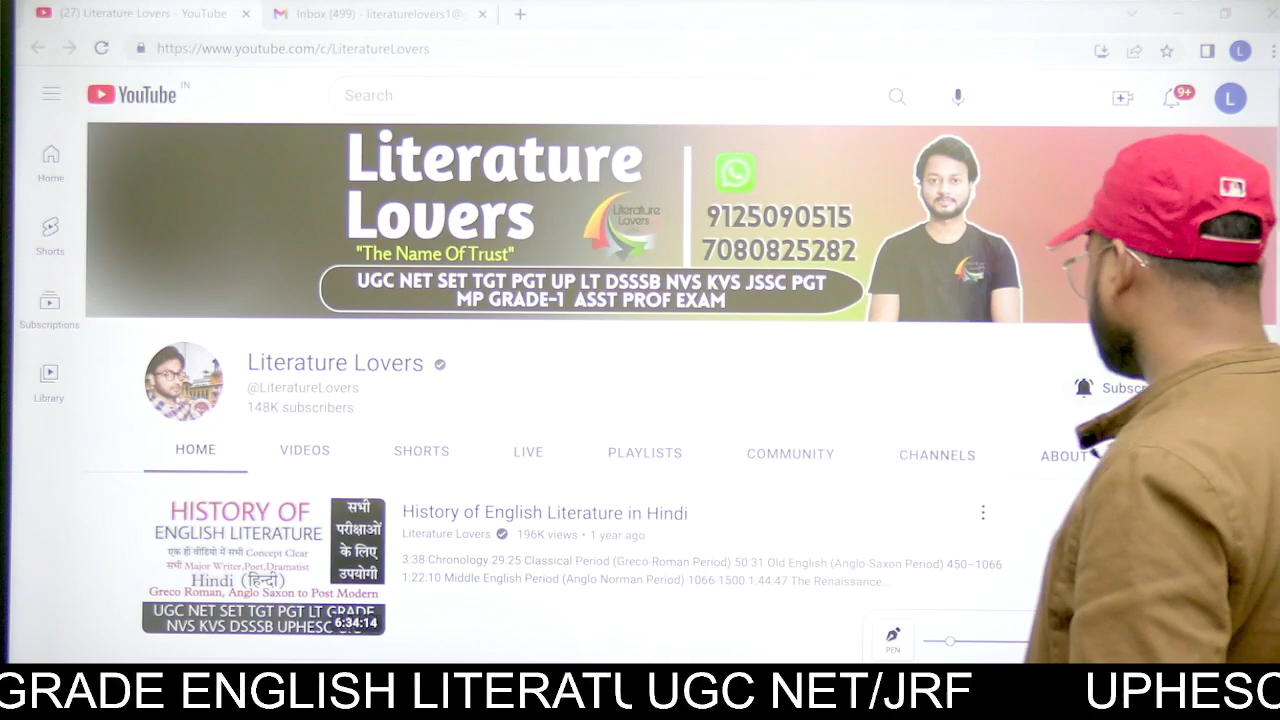 (27) Literature Lovers - YouTube
Inbox (499) - literaturelovers1@
https://www.youtube.com/c/LiteratureLovers
L
YouTube IN
Search
9+
L
Home
Shorts
Subscriptions
Library
Literature
Lovers
"The Name Of Trust"
Literature
Lovers
9125090515
7080825282
UGC NET SET TGT PGT UP LT DSSSB NVS KVS JSSC PGT
MP GRADE-1 ASST PROF EXAM
Literature Lovers
@LiteratureLovers
148K subscribers
Subscr
HOME
VIDEOS
SHORTS
LIVE
PLAYLISTS
COMMUNITY
CHANNELS
ABOUT
HISTORY OF
ENGLISH LITERATURE
एक ही वीडियो में सभी Concept Clear
सभी Major Writer,Poet,Dramatist
Hindi (हिन्दी)
Greco Roman, Anglo Saxon to Post Modern
सभी
परीक्षाओं
के लिए
उपयोगी
UGC NET SET TGT PGT LT GRADE
NVS KVS DSSSB UPHESC
6:34:14
History of English Literature in Hindi
Literature Lovers 196K views • 1 year ago
3:38 Chronology 29:25 Classical Period (Greco-Roman Period) 50:31 Old English (Anglo-Saxon Period) 450–1066
1:22:10 Middle English Period (Anglo Norman Period) 1066-1500 1:44:47 The Renaissance...
PEN
GRADE ENGLISH LITERATU UGC NET/JRF UPHESC